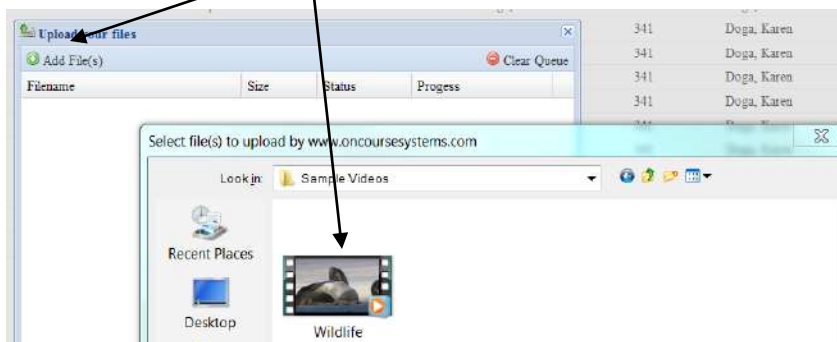 Upload your files
Add File(s)
Clear Queue
Filename Size Status Progess
341 Doga, Karen
341 Doga, Karen
341 Doga, Karen
341 Doga, Karen
Select file(s) to upload by www.oncoursesystems.com
Look in: Sample Videos
Recent Places
Desktop
Wildlife